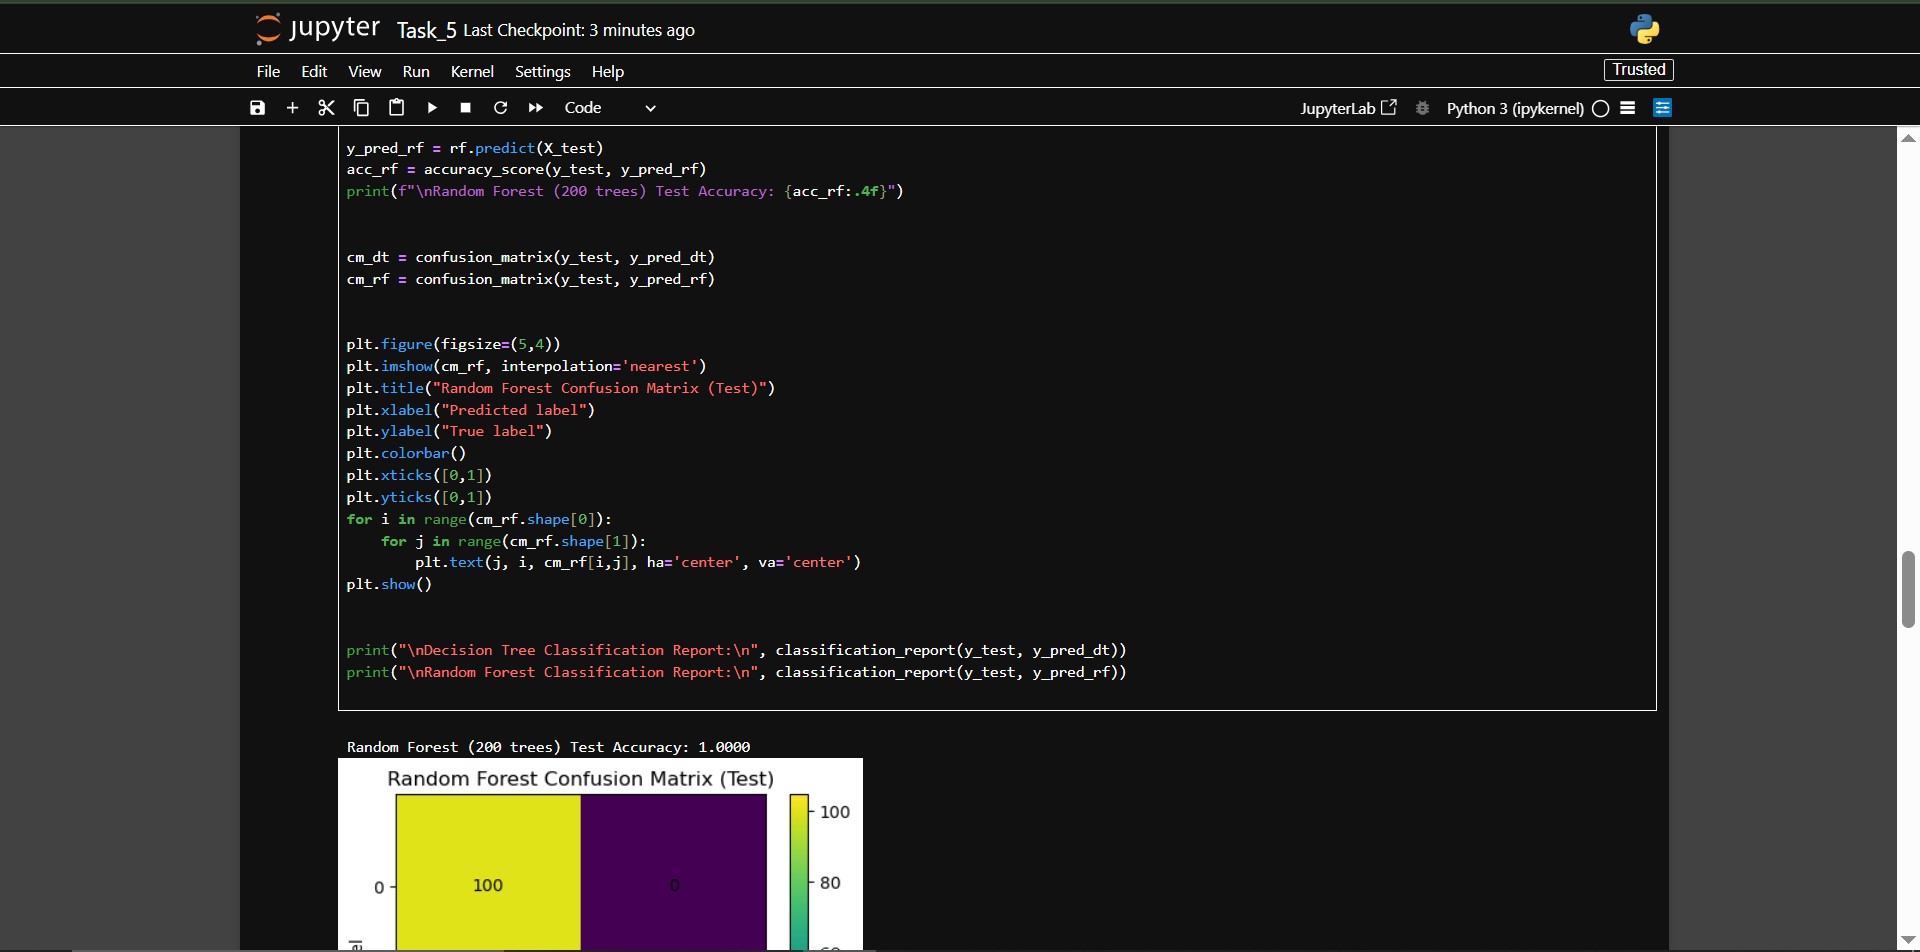 jupyter Task_5 Last Checkpoint: 3 minutes ago
File Edit View Run Kernel Settings Help Trusted
Code JupyterLab Python 3 (ipykernel)
y_pred_rf = rf.predict(X_test)
acc_rf = accuracy_score(y_test, y_pred_rf)
print(f"\nRandom Forest (200 trees) Test Accuracy: {acc_rf:.4f}")
cm_dt = confusion_matrix(y_test, y_pred_dt)
cm_rf = confusion_matrix(y_test, y_pred_rf)
plt.figure(figsize=(5,4))
plt.imshow(cm_rf, interpolation='nearest')
plt.title("Random Forest Confusion Matrix (Test)")
plt.xlabel("Predicted label")
plt.ylabel("True label")
plt.colorbar()
plt.xticks([0,1])
plt.yticks([0,1])
for i in range(cm_rf.shape[0]):
    for j in range(cm_rf.shape[1]):
        plt.text(j, i, cm_rf[i,j], ha='center', va='center')
plt.show()
print("\nDecision Tree Classification Report:\n", classification_report(y_test, y_pred_dt))
print("\nRandom Forest Classification Report:\n", classification_report(y_test, y_pred_rf))
Random Forest (200 trees) Test Accuracy: 1.0000
Random Forest Confusion Matrix (Test)
100
0 100 0 80